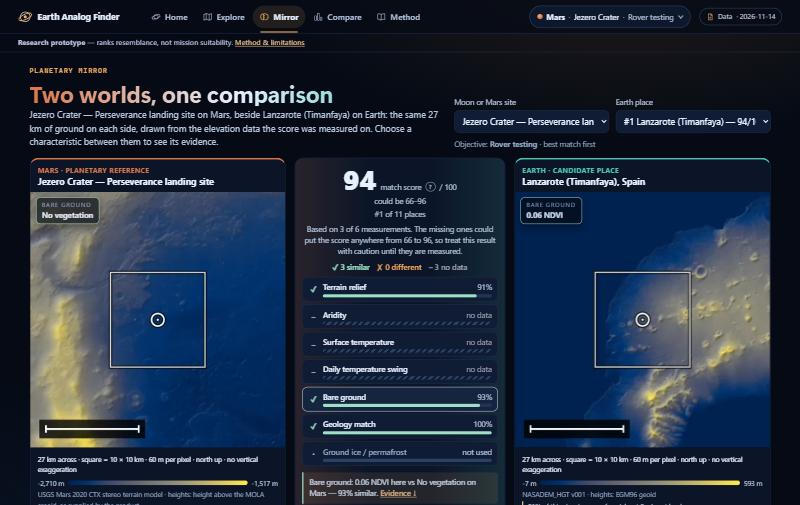 Earth Analog Finder
Home
Explore
Mirror
Compare
Method
Mars · Jezero Crater · Rover testing
Data · 2026-11-14
Research prototype — ranks resemblance, not mission suitability. Method & limitations
PLANETARY MIRROR
Two worlds, one comparison
Jezero Crater — Perseverance landing site on Mars, beside Lanzarote (Timanfaya) on Earth: the same 27
km of ground on each side, drawn from the elevation data the score was measured on. Choose a
characteristic between them to see its evidence.
Moon or Mars site
Earth place
Jezero Crater — Perseverance lan
#1 Lanzarote (Timanfaya) — 94/1
Objective: Rover testing · best match first
MARS · PLANETARY REFERENCE
Jezero Crater — Perseverance landing site
BARE GROUND
No vegetation
27 km across · square = 10 × 10 km · 60 m per pixel · north up · no vertical
exaggeration
-2,710 m
-1,517 m
USGS Mars 2020 CTX stereo terrain model · heights: height above the MOLA
94 match score ? / 100
could be 66–96
#1 of 11 places
Based on 3 of 6 measurements. The missing ones could
put the score anywhere from 66 to 96, so treat this result
with caution until they are measured.
✓ 3 similar ✗ 0 different – 3 no data
✓ Terrain relief 91%
– Aridity no data
– Surface temperature no data
– Daily temperature swing no data
✓ Bare ground 93%
✓ Geology match 100%
· Ground ice / permafrost not used
Bare ground: 0.06 NDVI here vs No vegetation on
Mars — 93% similar. Evidence ↓
EARTH · CANDIDATE PLACE
Lanzarote (Timanfaya), Spain
BARE GROUND
0.06 NDVI
27 km across · square = 10 × 10 km · 60 m per pixel · north up · no vertical
exaggeration
-7 m
593 m
NASADEM_HGT v001 · heights: EGM96 geoid